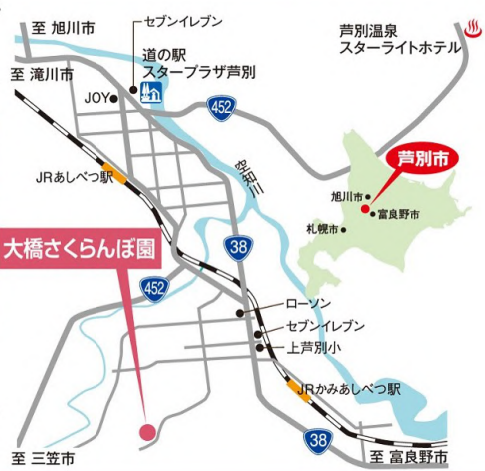 至 旭川市
セブンイレブン
芦別温泉
スターライトホテル
道の駅
スタープラザ芦別
至 滝川市
JOY
452
芦別市
空知川
JRあしべつ駅
旭川市
富良野市
札幌市
大橋さくらんぼ園
38
452
ローソン
セブンイレブン
上芦別小
JRかみあしべつ駅
38
至 三笠市
至 富良野市